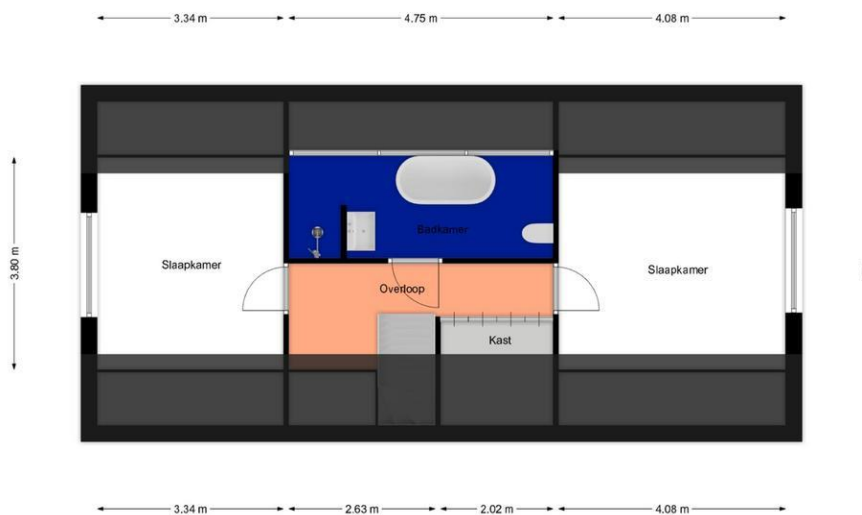 3.34 m
4.75 m
4.08 m
3.80 m
Badkamer
Slaapkamer
Slaapkamer
Overloop
Kast
3.34 m
2.63 m
2.02 m
4.08 m